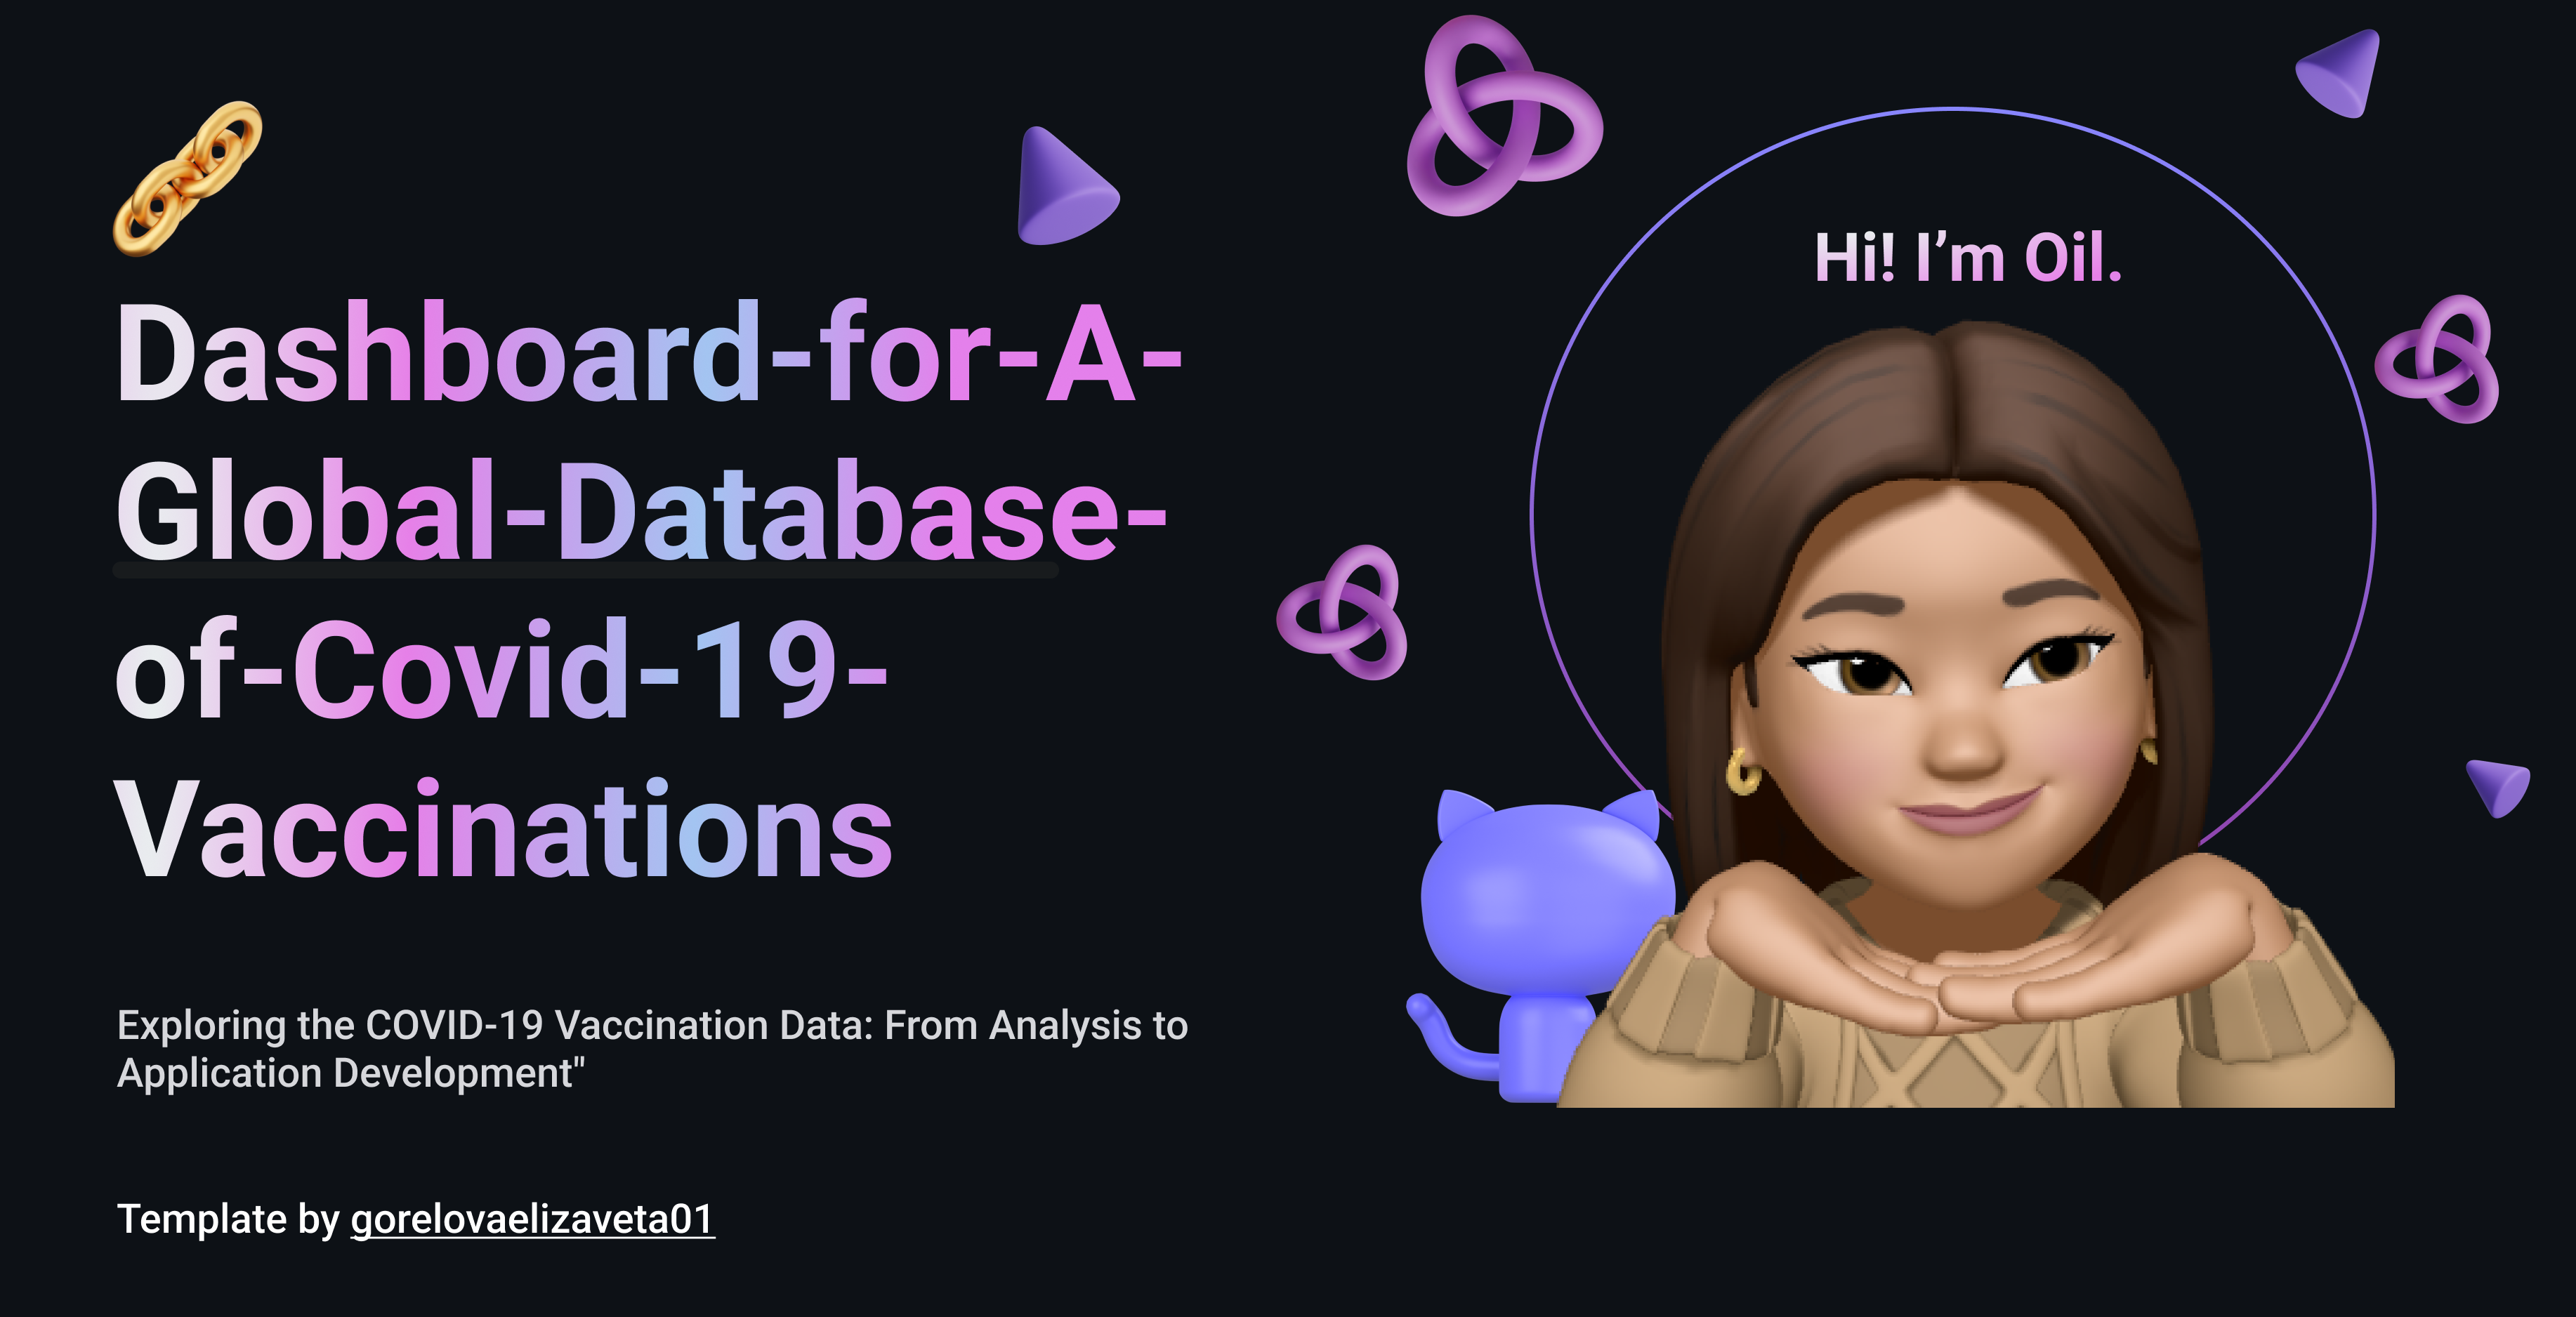 Dashboard-for-A-
Global-Database-
of-Covid-19-
Vaccinations
Exploring the COVID-19 Vaccination Data: From Analysis to
Application Development"
Template by gorelovaelizaveta01
Hi! I’m Oil.